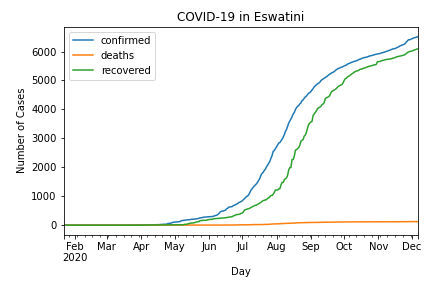 COVID-19 in Eswatini
confirmed
deaths
recovered
Number of Cases
6000
5000
4000
3000
2000
1000
0
Feb Mar Apr May Jun Jul Aug Sep Oct Nov Dec
2020
Day